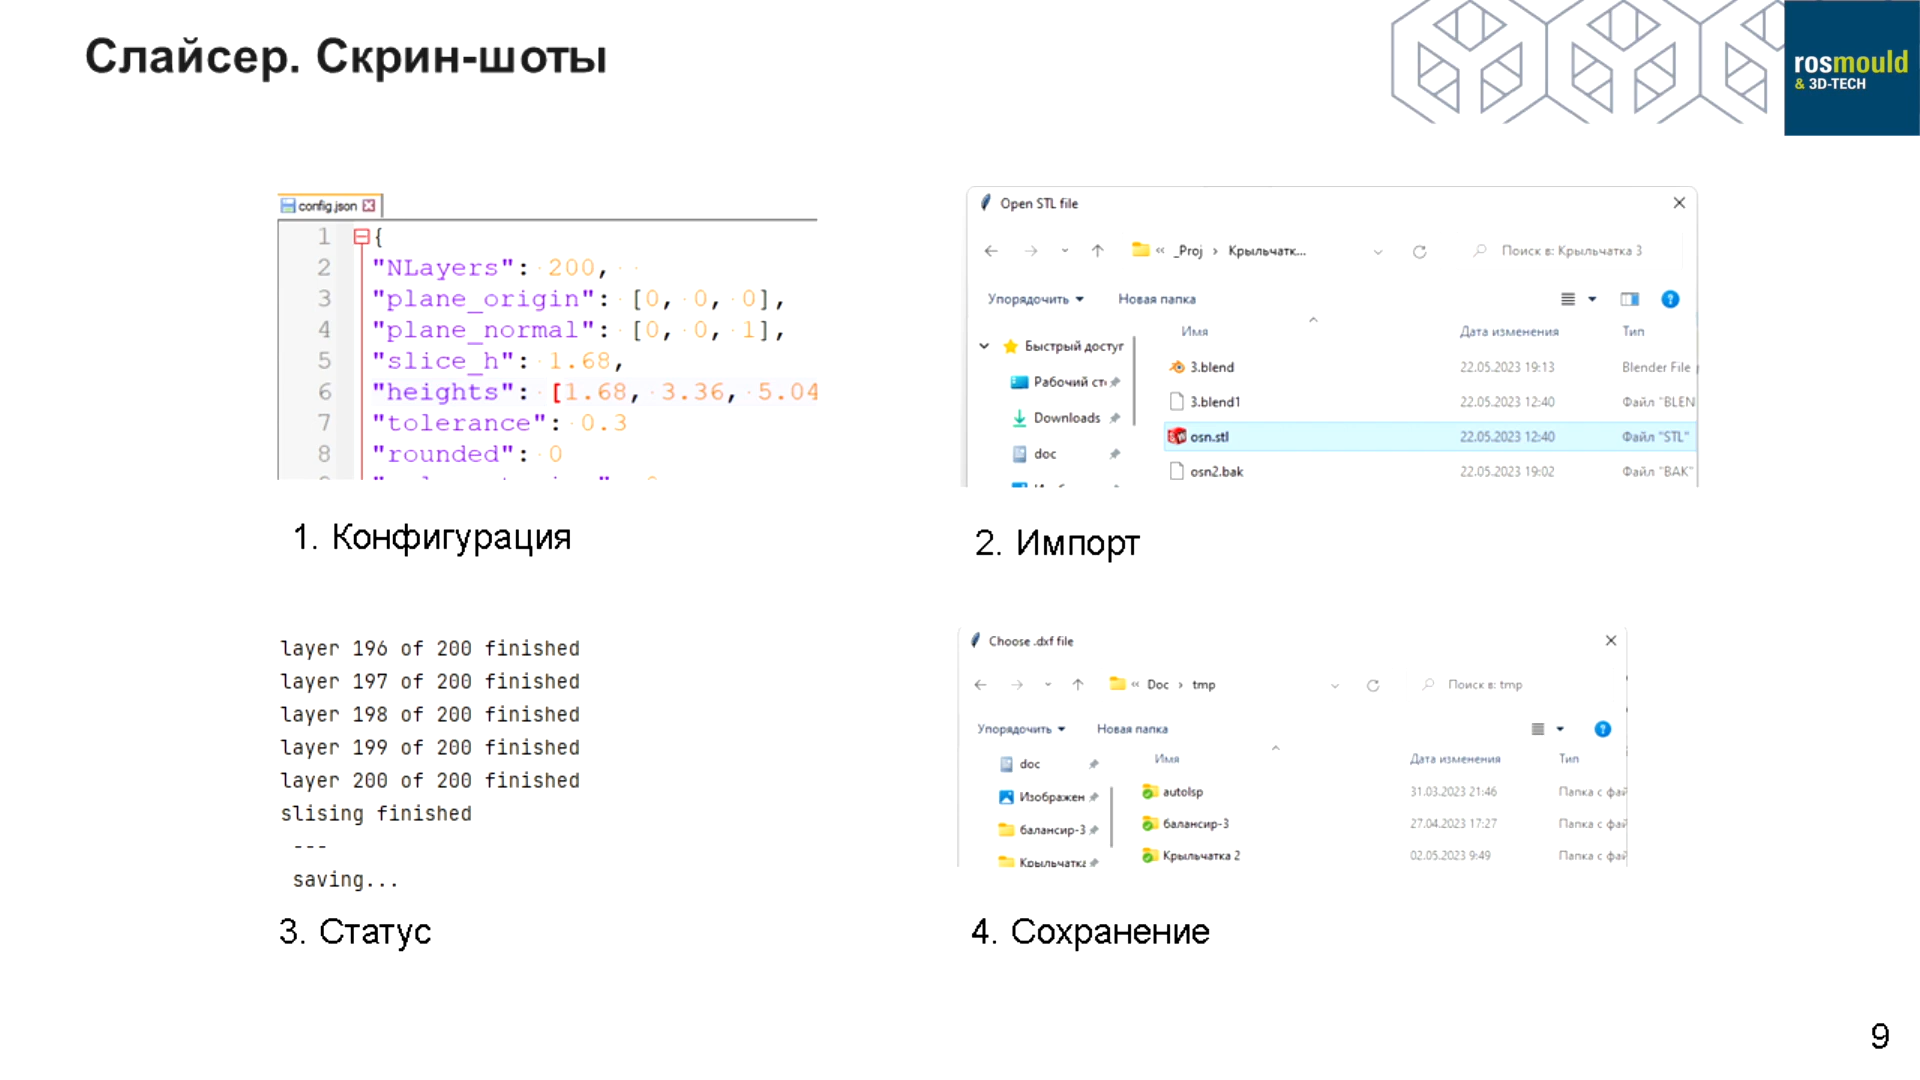 Слайсер. Скрин-шоты
rosmould
& 3D-TECH
config.json
1 {
2 "NLayers": 200,
3 "plane_origin": [0, 0, 0],
4 "plane_normal": [0, 0, 1],
5 "slice_h": 1.68,
6 "heights": [1.68, 3.36, 5.04
7 "tolerance": 0.3
8 "rounded": 0
1. Конфигурация
Open STL file
« _Proj › Крыльчатк...
Поиск в: Крыльчатка 3
Упорядочить Новая папка
Имя Дата изменения Тип
Быстрый доступ
Рабочий ст
Downloads
doc
3.blend 22.05.2023 19:13 Blender File
3.blend1 22.05.2023 12:40 Файл "BLEN
osn.stl 22.05.2023 12:40 Файл "STL"
osn2.bak 22.05.2023 19:02 Файл "BAK"
2. Импорт
layer 196 of 200 finished
layer 197 of 200 finished
layer 198 of 200 finished
layer 199 of 200 finished
layer 200 of 200 finished
slising finished
---
saving...
3. Статус
Choose .dxf file
« Doc › tmp
Поиск в: tmp
Упорядочить Новая папка
Имя Дата изменения Тип
doc
Изображен
балансир-3
Крыльчатка
autolsp 31.03.2023 21:46 Папка с фай
балансир-3 27.04.2023 17:27 Папка с фай
Крыльчатка 2 02.05.2023 9:49 Папка с фай
4. Сохранение
9